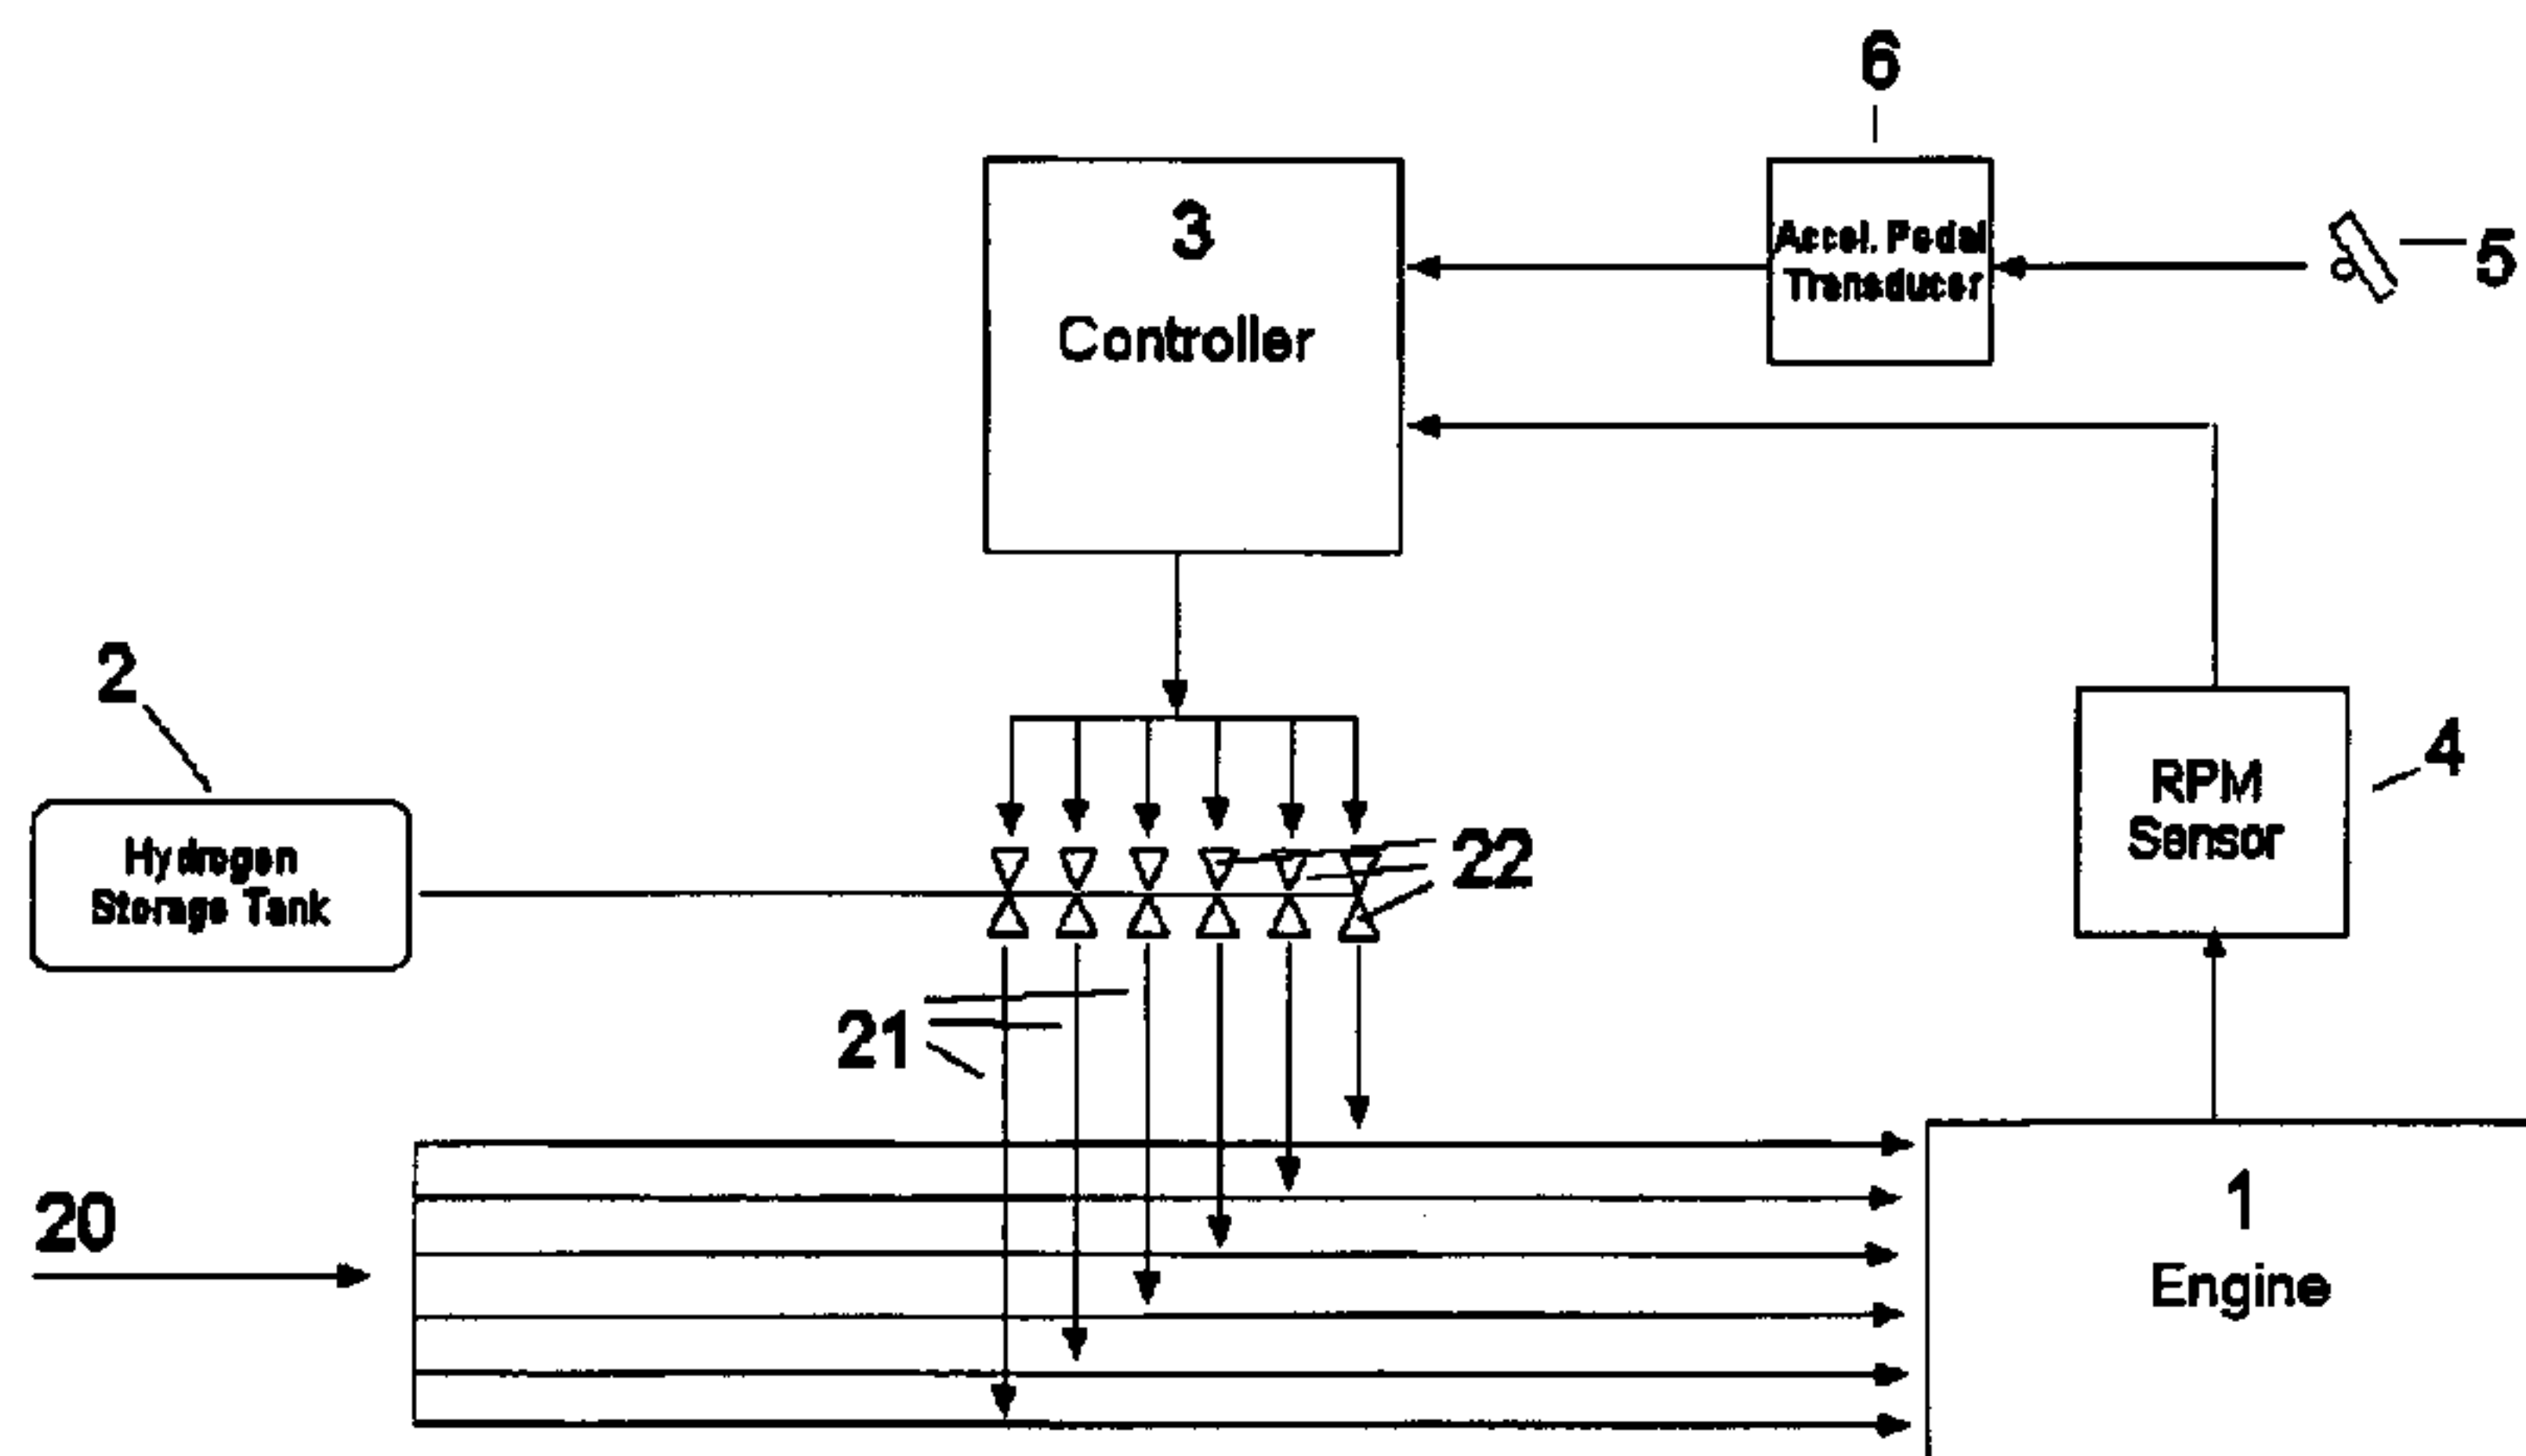 6
3
Controller
Accel. Pedal
Transducer
5
2
Hydrogen
Storage Tank
RPM
Sensor
4
22
21
20
1
Engine